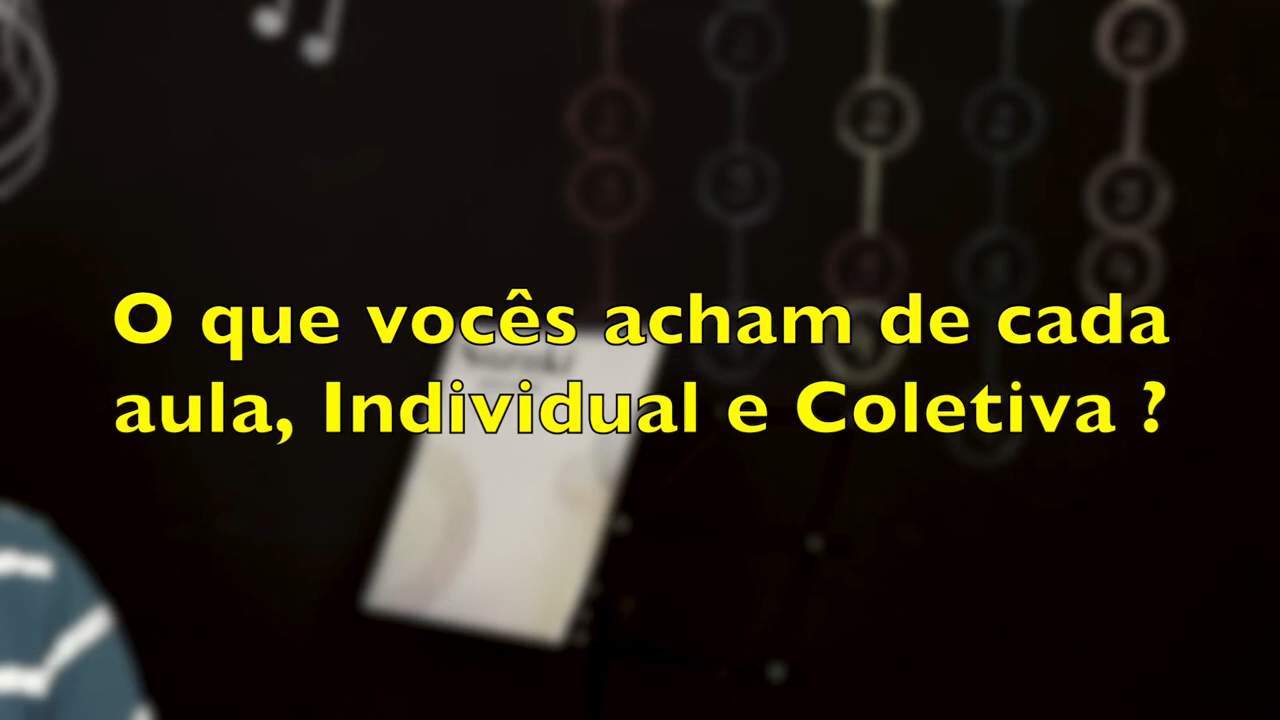 O que vocês acham de cada
aula, Individual e Coletiva ?